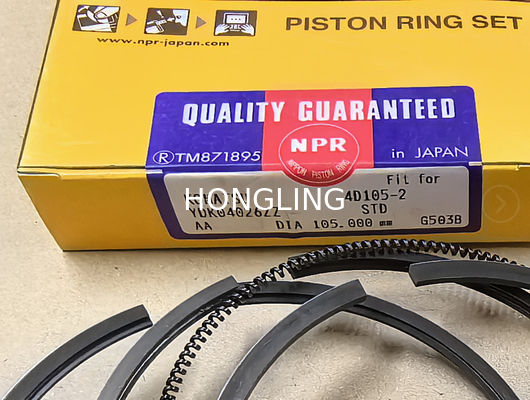 PISTON RING SET
www.npr-japan.com
QUALITY GUARANTEED
NPR
NIPPON PISTON RING
®TM871895
in JAPAN
Fit for
HONGLING
4D105-2
STD
AA DIA 105.000 mm G503B